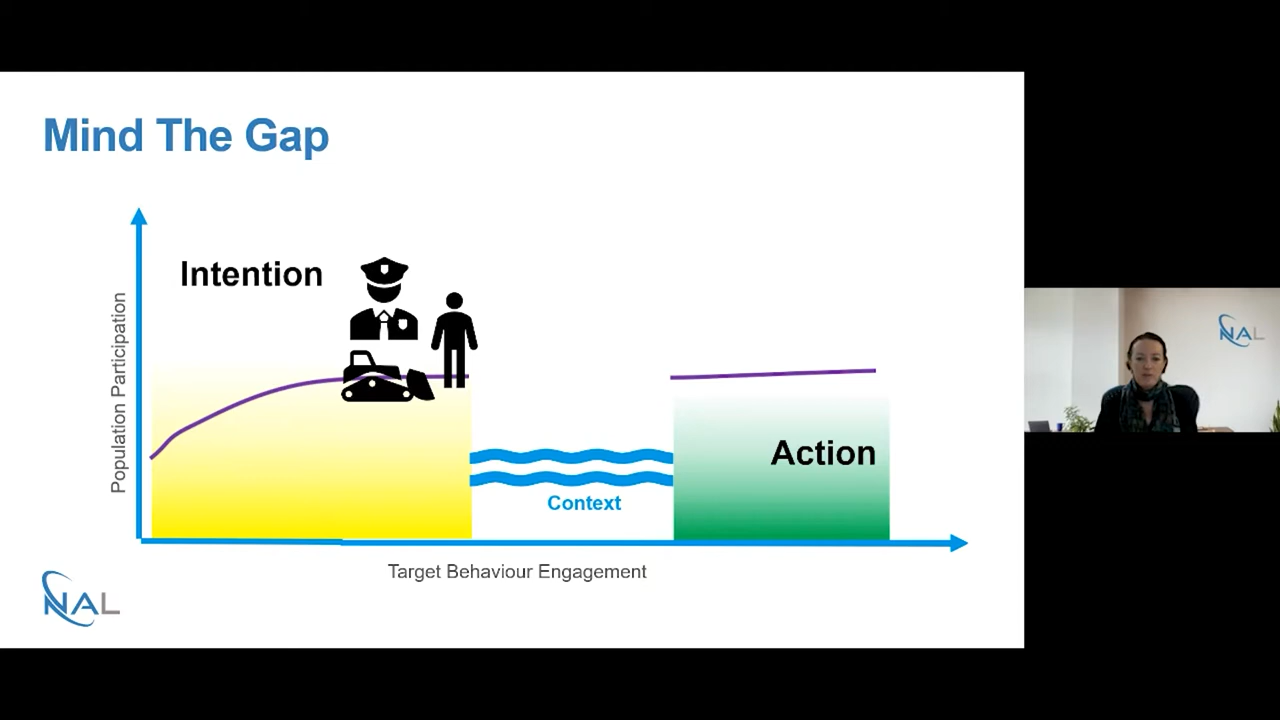 Mind The Gap
Intention
Population Participation
Action
Context
Target Behaviour Engagement
NAL
NAL